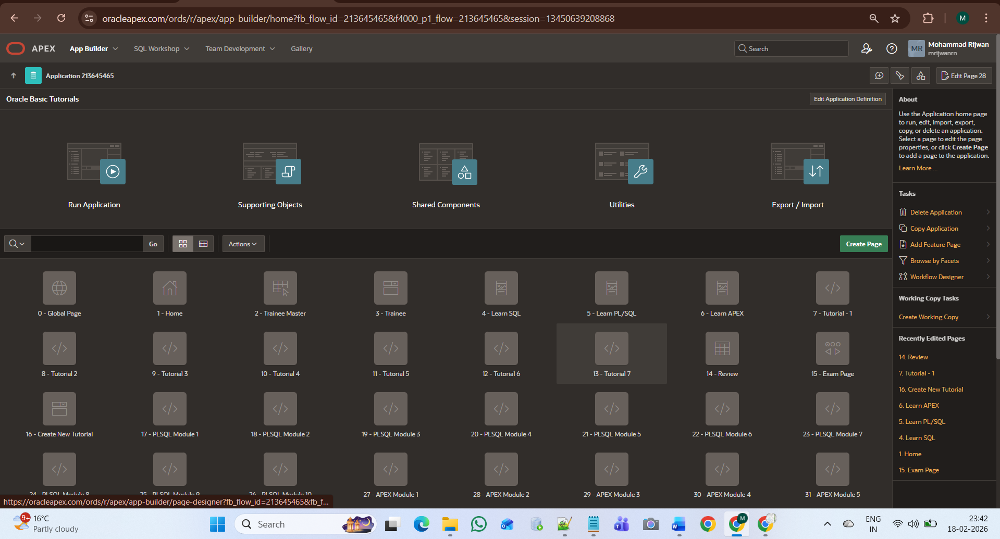 oracleapex.com/ords/r/apex/app-builder/home?fb_flow_id=213645465&f4000_p1_flow=213645465&session=13450639208868
M
APEX
App Builder
SQL Workshop
Team Development
Gallery
Search
MR
Mohammad Rijwan
mrijwanrn
Application 213645465
Edit Page 28
Oracle Basic Tutorials
Edit Application Definition
Run Application
Supporting Objects
Shared Components
Utilities
Export / Import
Go
Actions
Create Page
0 - Global Page
1 - Home
2 - Trainee Master
3 - Trainee
4 - Learn SQL
5 - Learn PL/SQL
6 - Learn APEX
7 - Tutorial - 1
8 - Tutorial 2
9 - Tutorial 3
10 - Tutorial 4
11 - Tutorial 5
12 - Tutorial 6
13 - Tutorial 7
14 - Review
15 - Exam Page
16 - Create New Tutorial
17 - PLSQL Module 1
18 - PLSQL Module 2
19 - PLSQL Module 3
20 - PLSQL Module 4
21 - PLSQL Module 5
22 - PLSQL Module 6
23 - PLSQL Module 7
24 - PLSQL Module 8
25 - PLSQL Module 9
26 - PLSQL Module 10
27 - APEX Module 1
28 - APEX Module 2
29 - APEX Module 3
30 - APEX Module 4
31 - APEX Module 5
About
Use the Application home page
to run, edit, import, export,
copy, or delete an application.
Select a page to edit the page
properties, or click Create Page
to add a page to the application.
Learn More ...
Tasks
Delete Application
Copy Application
Add Feature Page
Browse by Facets
Workflow Designer
Working Copy Tasks
Create Working Copy
Recently Edited Pages
14. Review
7. Tutorial - 1
16. Create New Tutorial
6. Learn APEX
5. Learn PL/SQL
4. Learn SQL
1. Home
15. Exam Page
https://oracleapex.com/ords/r/apex/app-builder/page-designer?fb_flow_id=213645465&fb_f...
9+
16°C
Partly cloudy
Search
M
ENG
IN
23:42
18-02-2026